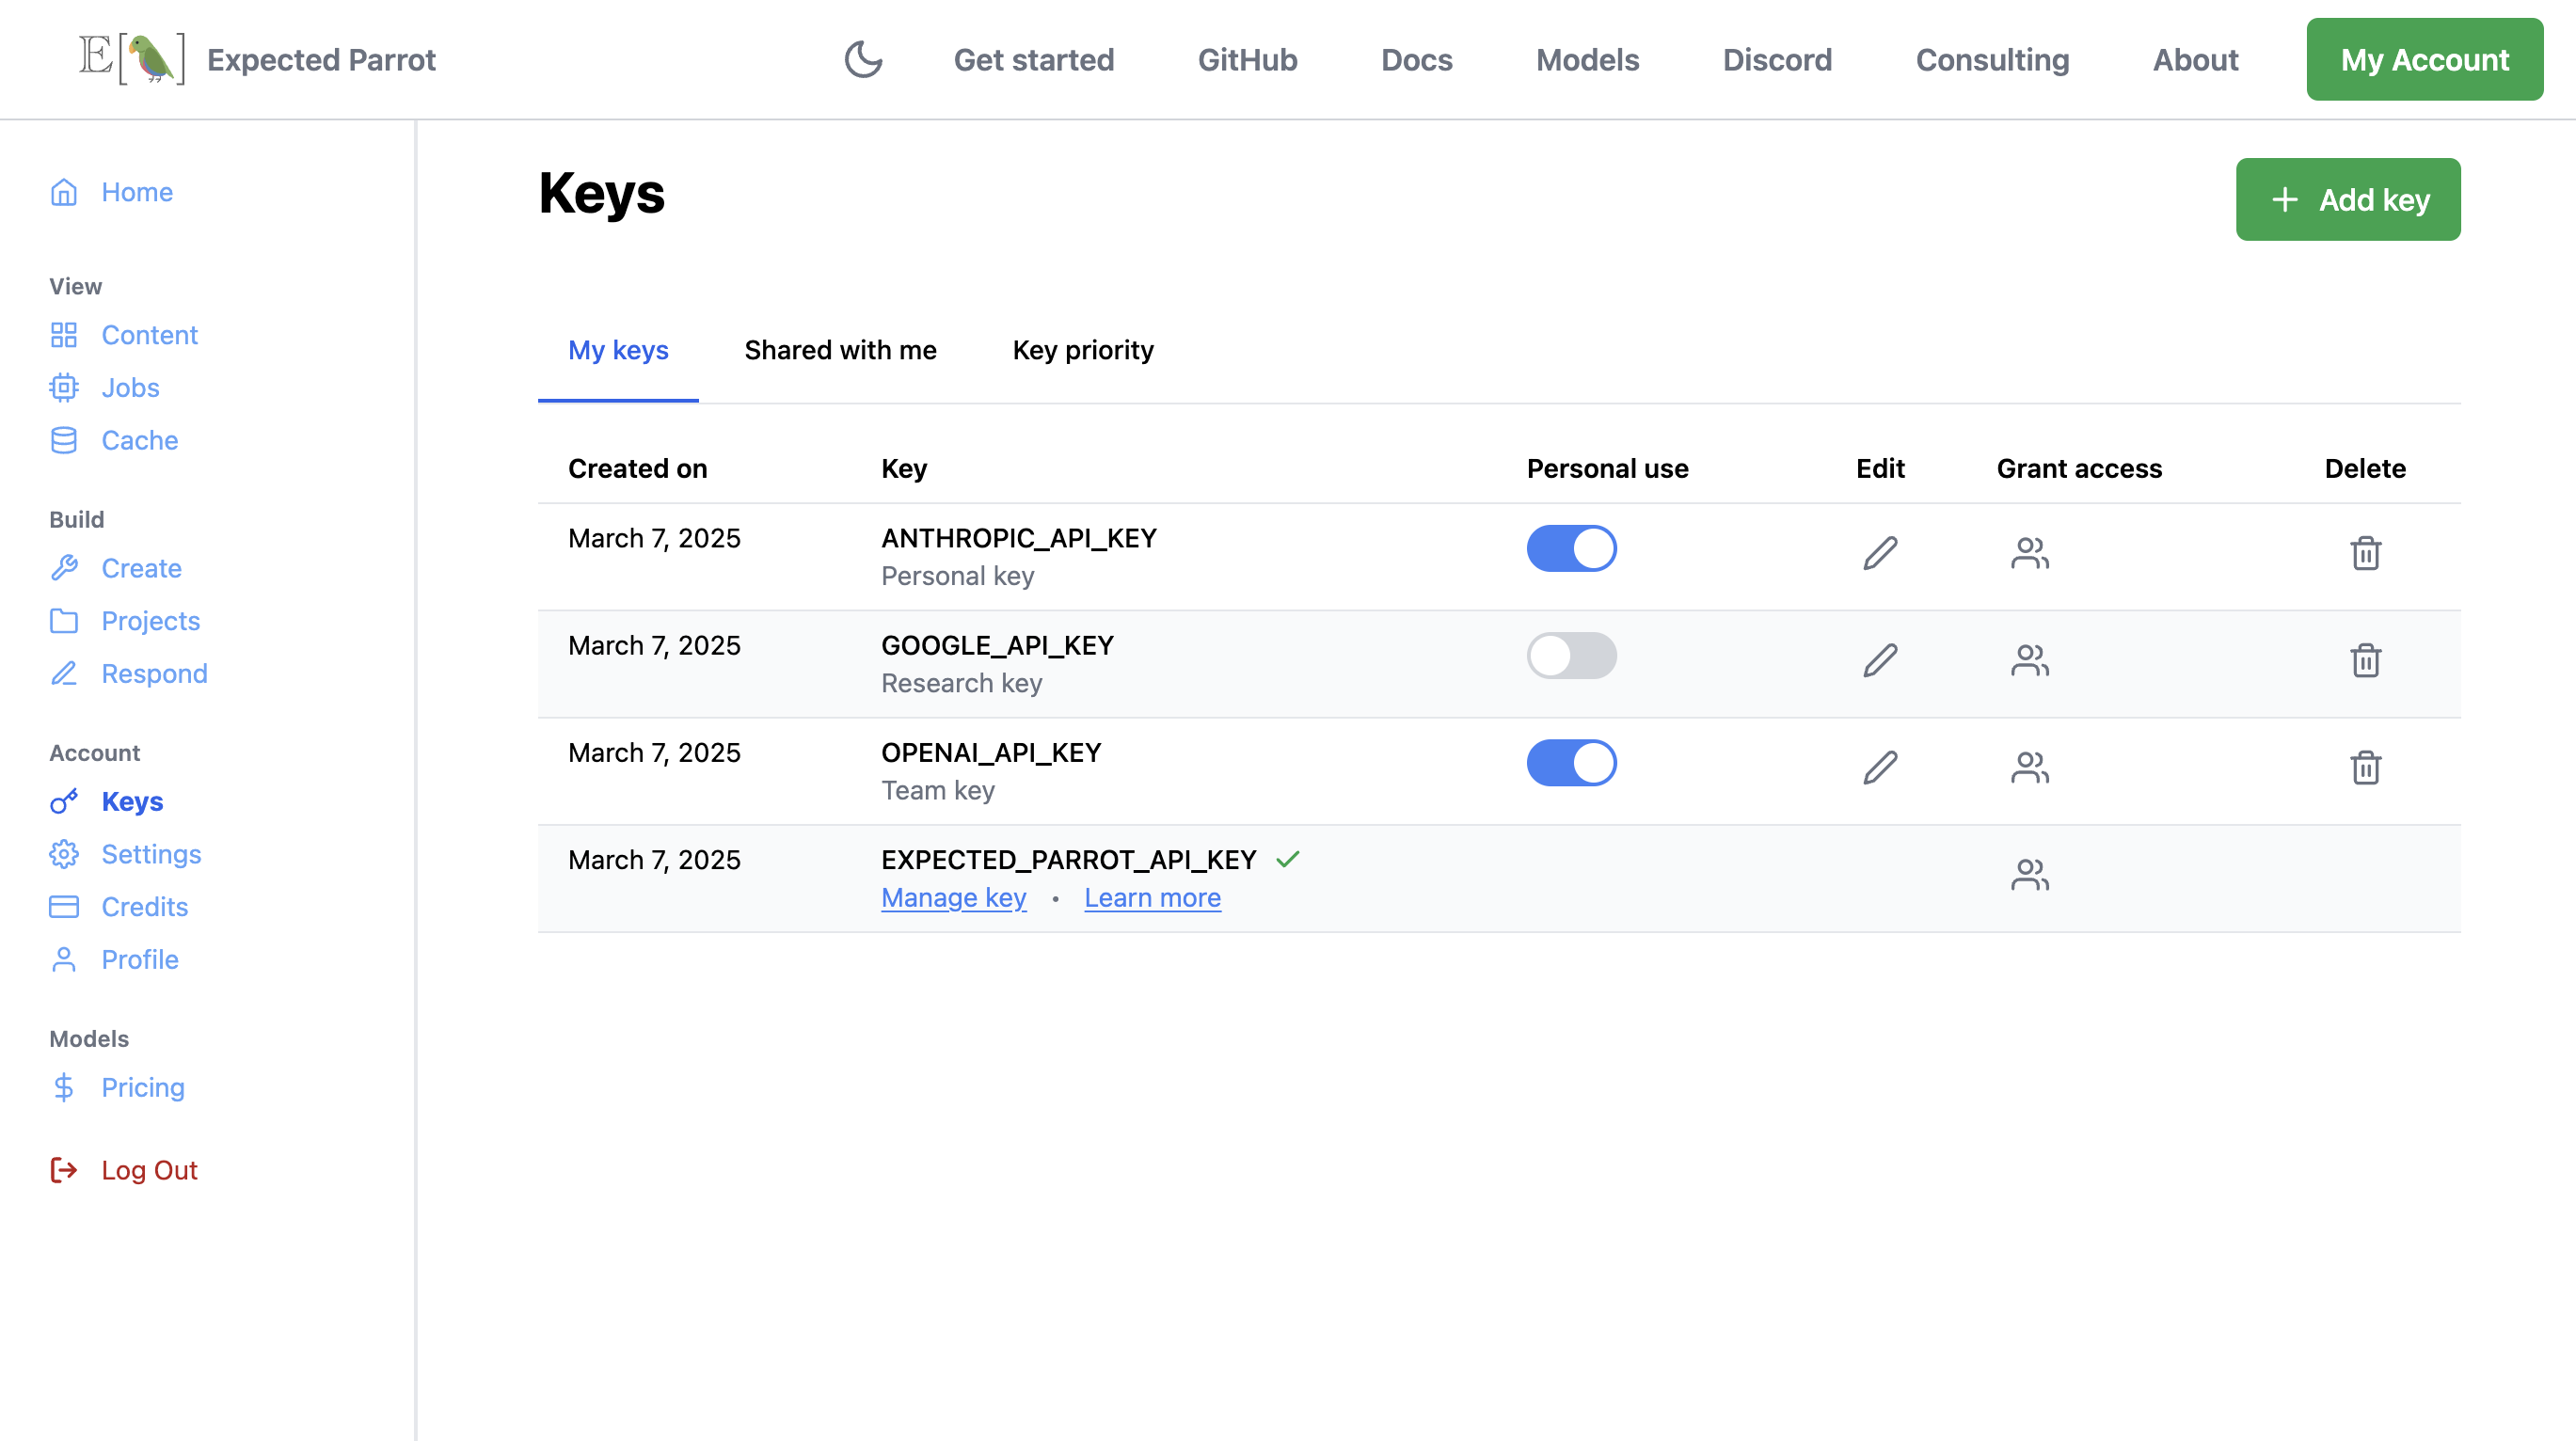 E[ ] Expected Parrot
Get started
GitHub
Docs
Models
Discord
Consulting
About
My Account
Home
View
Content
Jobs
Cache
Build
Create
Projects
Respond
Account
Keys
Settings
Credits
Profile
Models
Pricing
Log Out
Keys
+ Add key
My keys
Shared with me
Key priority
Created on Key Personal use Edit Grant access Delete
March 7, 2025 ANTHROPIC_API_KEY
Personal key
March 7, 2025 GOOGLE_API_KEY
Research key
March 7, 2025 OPENAI_API_KEY
Team key
March 7, 2025 EXPECTED_PARROT_API_KEY
Manage key • Learn more